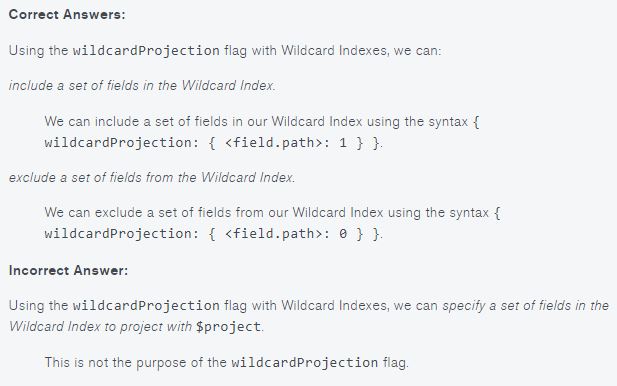 Correct Answers:
Using the wildcardProjection flag with Wildcard Indexes, we can:
include a set of fields in the Wildcard Index.
We can include a set of fields in our Wildcard Index using the syntax {
wildcardProjection: { <field.path>: 1 } }.
exclude a set of fields from the Wildcard Index.
We can exclude a set of fields from our Wildcard Index using the syntax {
wildcardProjection: { <field.path>: 0 } }.
Incorrect Answer:
Using the wildcardProjection flag with Wildcard Indexes, we can specify a set of fields in the
Wildcard Index to project with $project.
This is not the purpose of the wildcardProjection flag.